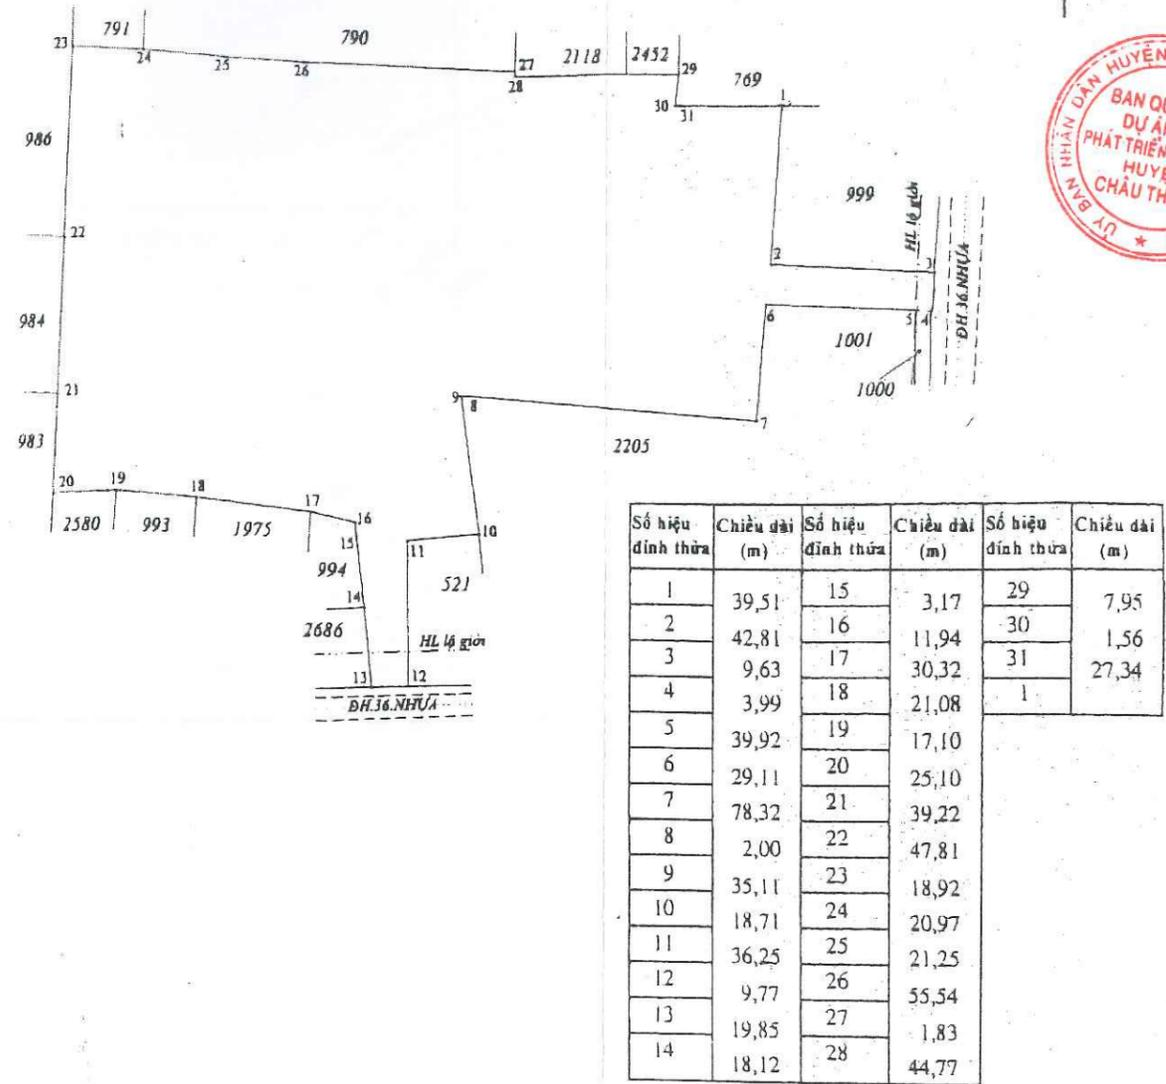 791
790
23
24
25
26
27
28
2118
2452
29
769
30
31
1
986
22
984
21
983
999
HL lộ giới
2
3
6
5
4
ĐH.36.NHỰA
1001
1000
9
8
7
2205
20
19
18
17
16
15
2580
993
1975
994
14
2686
11
10
521
HL lộ giới
13
12
ĐH.36.NHỰA
ỦY BAN NHÂN DÂN HUYỆN
BAN QU
DỰ Á
PHÁT TRIỂN
HUYỆ
CHÂU TH
Số hiệu đỉnh thửa Chiều dài (m) Số hiệu đỉnh thửa Chiều dài (m) Số hiệu đỉnh thửa Chiều dài (m)
1 39,51 15 3,17 29 7,95
2 42,81 16 11,94 30 1,56
3 9,63 17 30,32 31 27,34
4 3,99 18 21,08 1
5 39,92 19 17,10
6 29,11 20 25,10
7 78,32 21 39,22
8 2,00 22 47,81
9 35,11 23 18,92
10 18,71 24 20,97
11 36,25 25 21,25
12 9,77 26 55,54
13 19,85 27 1,83
14 18,12 28 44,77